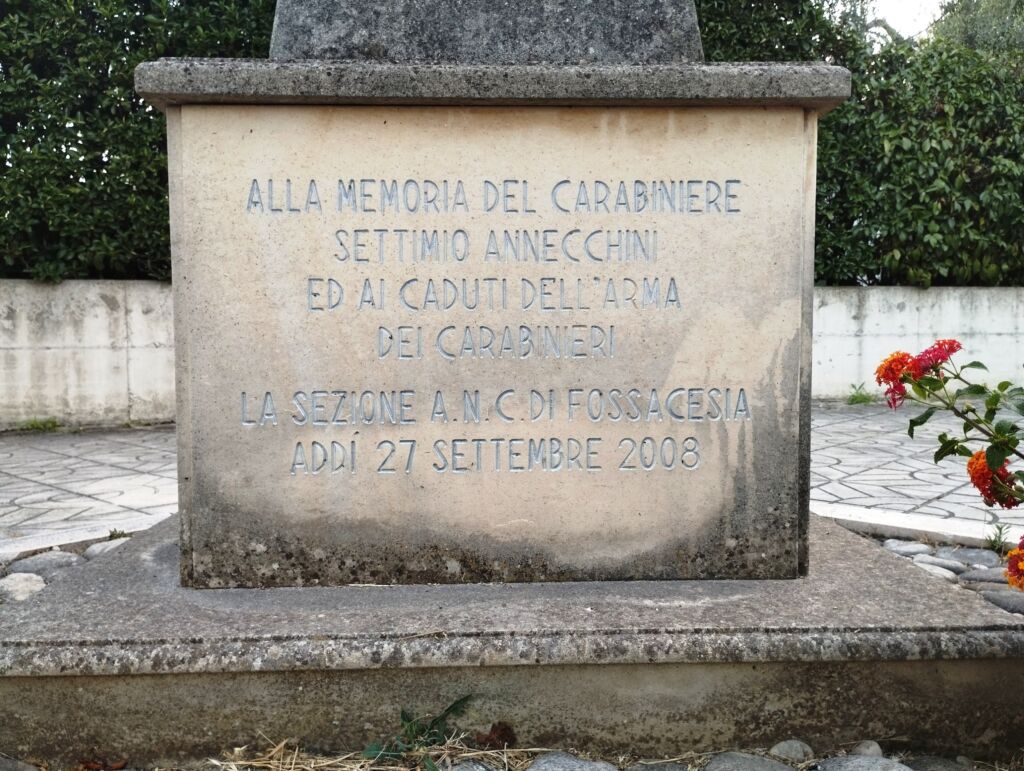 ALLA MEMORIA DEL CARABINIERE
SETTIMIO ANNECCHINI
ED AI CADUTI DELL'ARMA
DEI CARABINIERI
LA SEZIONE A.N.C. DI FOSSACESIA
ADDÍ 27 SETTEMBRE 2008